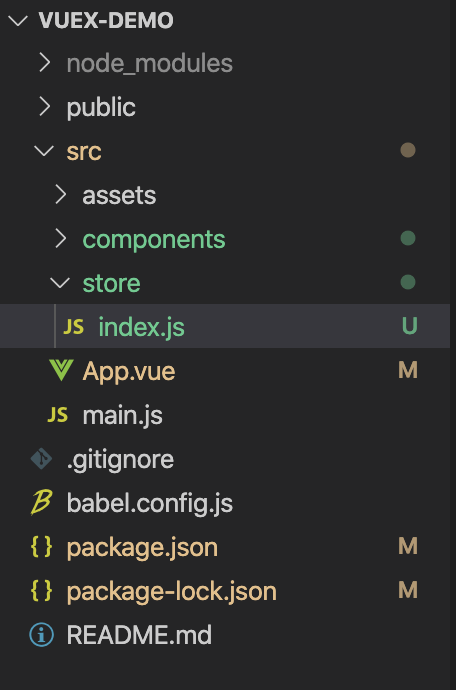 VUEX-DEMO
node_modules
public
src
assets
components
store
JS index.js U
App.vue M
JS main.js
.gitignore
B babel.config.js
{} package.json M
{} package-lock.json M
README.md